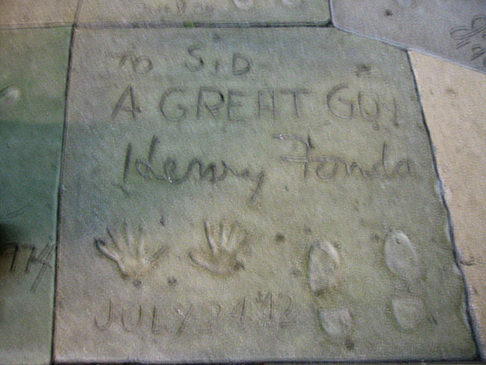 TO SID
A GREAT GUY
Henry Fonda
JULY 24 '42